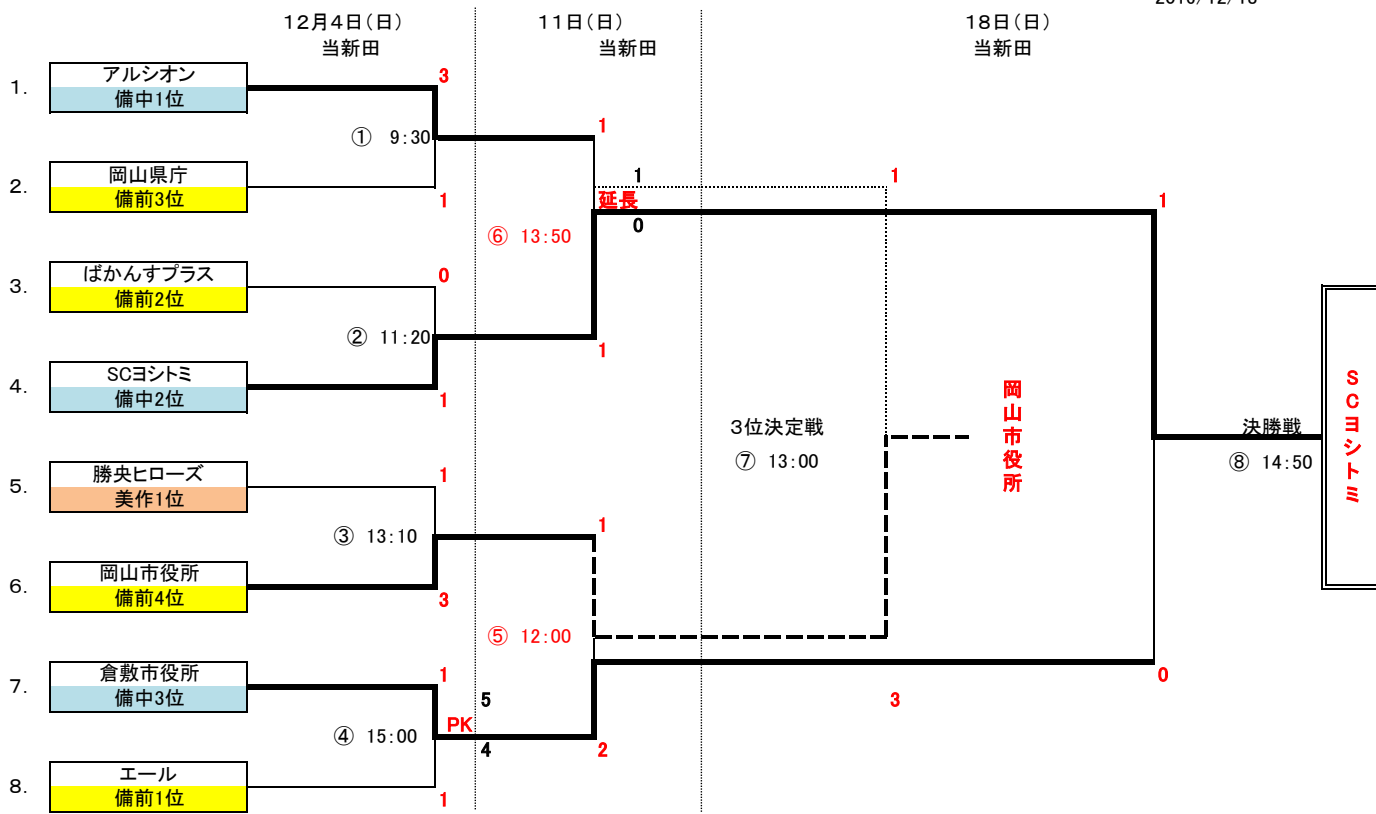 12月4日(日)
当新田
11日(日)
当新田
18日(日)
当新田
1.
アルシオン
備中1位
3
① 9:30
1
2.
岡山県庁
備前3位
1
1
延長
0
⑥ 13:50
1
1
3.
ばかんすプラス
備前2位
0
② 11:20
1
4.
SCヨシトミ
備中2位
1
3位決定戦
⑦ 13:00
岡山市役所
決勝戦
⑧ 14:50
SCヨシトミ
5.
勝央ヒローズ
美作1位
1
③ 13:10
1
6.
岡山市役所
備前4位
3
⑤ 12:00
0
3
7.
倉敷市役所
備中3位
1
5
PK
4
④ 15:00
2
8.
エール
備前1位
1